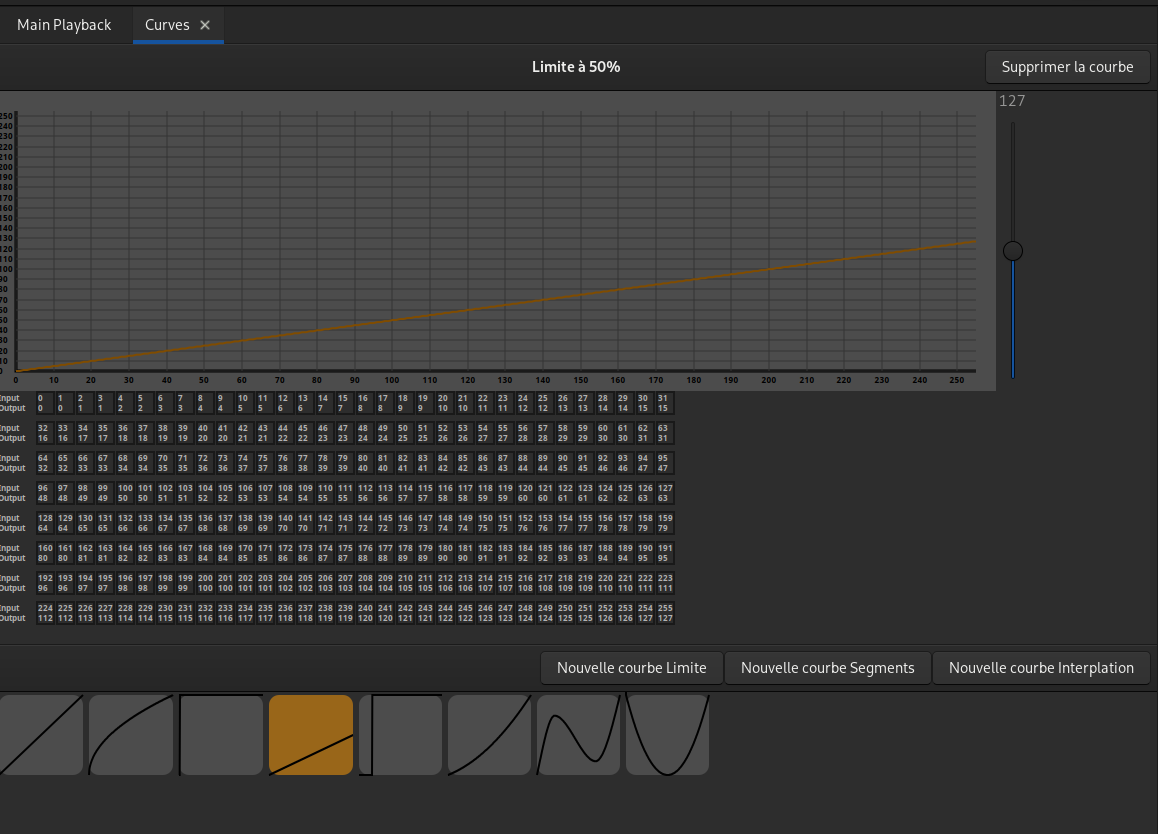 Main Playback Curves ×
Limite à 50% Supprimer la courbe
127
250
240
230
220
210
200
190
180
170
160
150
140
130
120
110
100
90
80
70
60
50
40
30
20
10
0
0 10 20 30 40 50 60 70 80 90 100 110 120 130 140 150 160 170 180 190 200 210 220 230 240 250
Input 0 1 2 3 4 5 6 7 8 9 10 11 12 13 14 15 16 17 18 19 20 21 22 23 24 25 26 27 28 29 30 31
Output 0 0 1 1 2 2 3 3 4 4 5 5 6 6 7 7 8 8 9 9 10 10 11 11 12 12 13 13 14 14 15 15
Input 32 33 34 35 36 37 38 39 40 41 42 43 44 45 46 47 48 49 50 51 52 53 54 55 56 57 58 59 60 61 62 63
Output 16 16 17 17 18 18 19 19 20 20 21 21 22 22 23 23 24 24 25 25 26 26 27 27 28 28 29 29 30 30 31 31
Input 64 65 66 67 68 69 70 71 72 73 74 75 76 77 78 79 80 81 82 83 84 85 86 87 88 89 90 91 92 93 94 95
Output 32 32 33 33 34 34 35 35 36 36 37 37 38 38 39 39 40 40 41 41 42 42 43 43 44 44 45 45 46 46 47 47
Input 96 97 98 99 100 101 102 103 104 105 106 107 108 109 110 111 112 113 114 115 116 117 118 119 120 121 122 123 124 125 126 127
Output 48 48 49 49 50 50 51 51 52 52 53 53 54 54 55 55 56 56 57 57 58 58 59 59 60 60 61 61 62 62 63 63
Input 128 129 130 131 132 133 134 135 136 137 138 139 140 141 142 143 144 145 146 147 148 149 150 151 152 153 154 155 156 157 158 159
Output 64 64 65 65 66 66 67 67 68 68 69 69 70 70 71 71 72 72 73 73 74 74 75 75 76 76 77 77 78 78 79 79
Input 160 161 162 163 164 165 166 167 168 169 170 171 172 173 174 175 176 177 178 179 180 181 182 183 184 185 186 187 188 189 190 191
Output 80 80 81 81 82 82 83 83 84 84 85 85 86 86 87 87 88 88 89 89 90 90 91 91 92 92 93 93 94 94 95 95
Input 192 193 194 195 196 197 198 199 200 201 202 203 204 205 206 207 208 209 210 211 212 213 214 215 216 217 218 219 220 221 222 223
Output 96 96 97 97 98 98 99 99 100 100 101 101 102 102 103 103 104 104 105 105 106 106 107 107 108 108 109 109 110 110 111 111
Input 224 225 226 227 228 229 230 231 232 233 234 235 236 237 238 239 240 241 242 243 244 245 246 247 248 249 250 251 252 253 254 255
Output 112 112 113 113 114 114 115 115 116 116 117 117 118 118 119 119 120 120 121 121 122 122 123 123 124 124 125 125 126 126 127 127
Nouvelle courbe Limite Nouvelle courbe Segments Nouvelle courbe Interplation